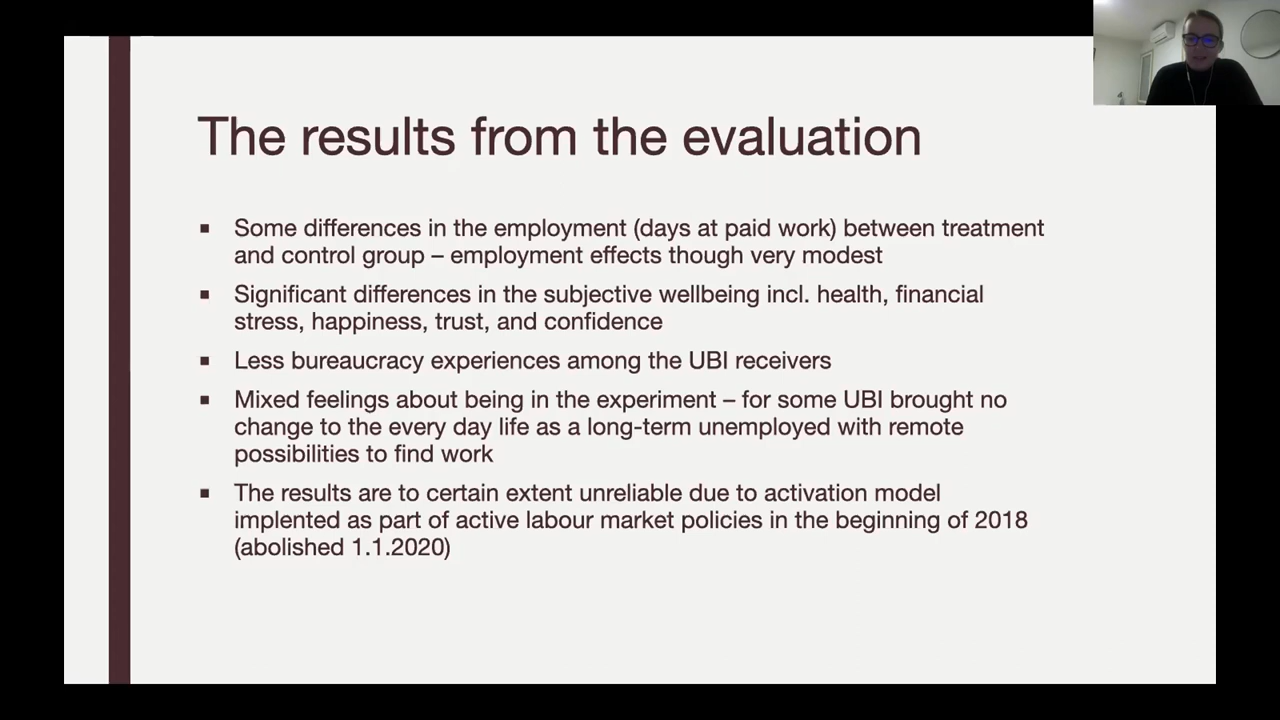 The results from the evaluation
▪ Some differences in the employment (days at paid work) between treatment
and control group – employment effects though very modest
▪ Significant differences in the subjective wellbeing incl. health, financial
stress, happiness, trust, and confidence
▪ Less bureaucracy experiences among the UBI receivers
▪ Mixed feelings about being in the experiment – for some UBI brought no
change to the every day life as a long-term unemployed with remote
possibilities to find work
▪ The results are to certain extent unreliable due to activation model
implented as part of active labour market policies in the beginning of 2018
(abolished 1.1.2020)